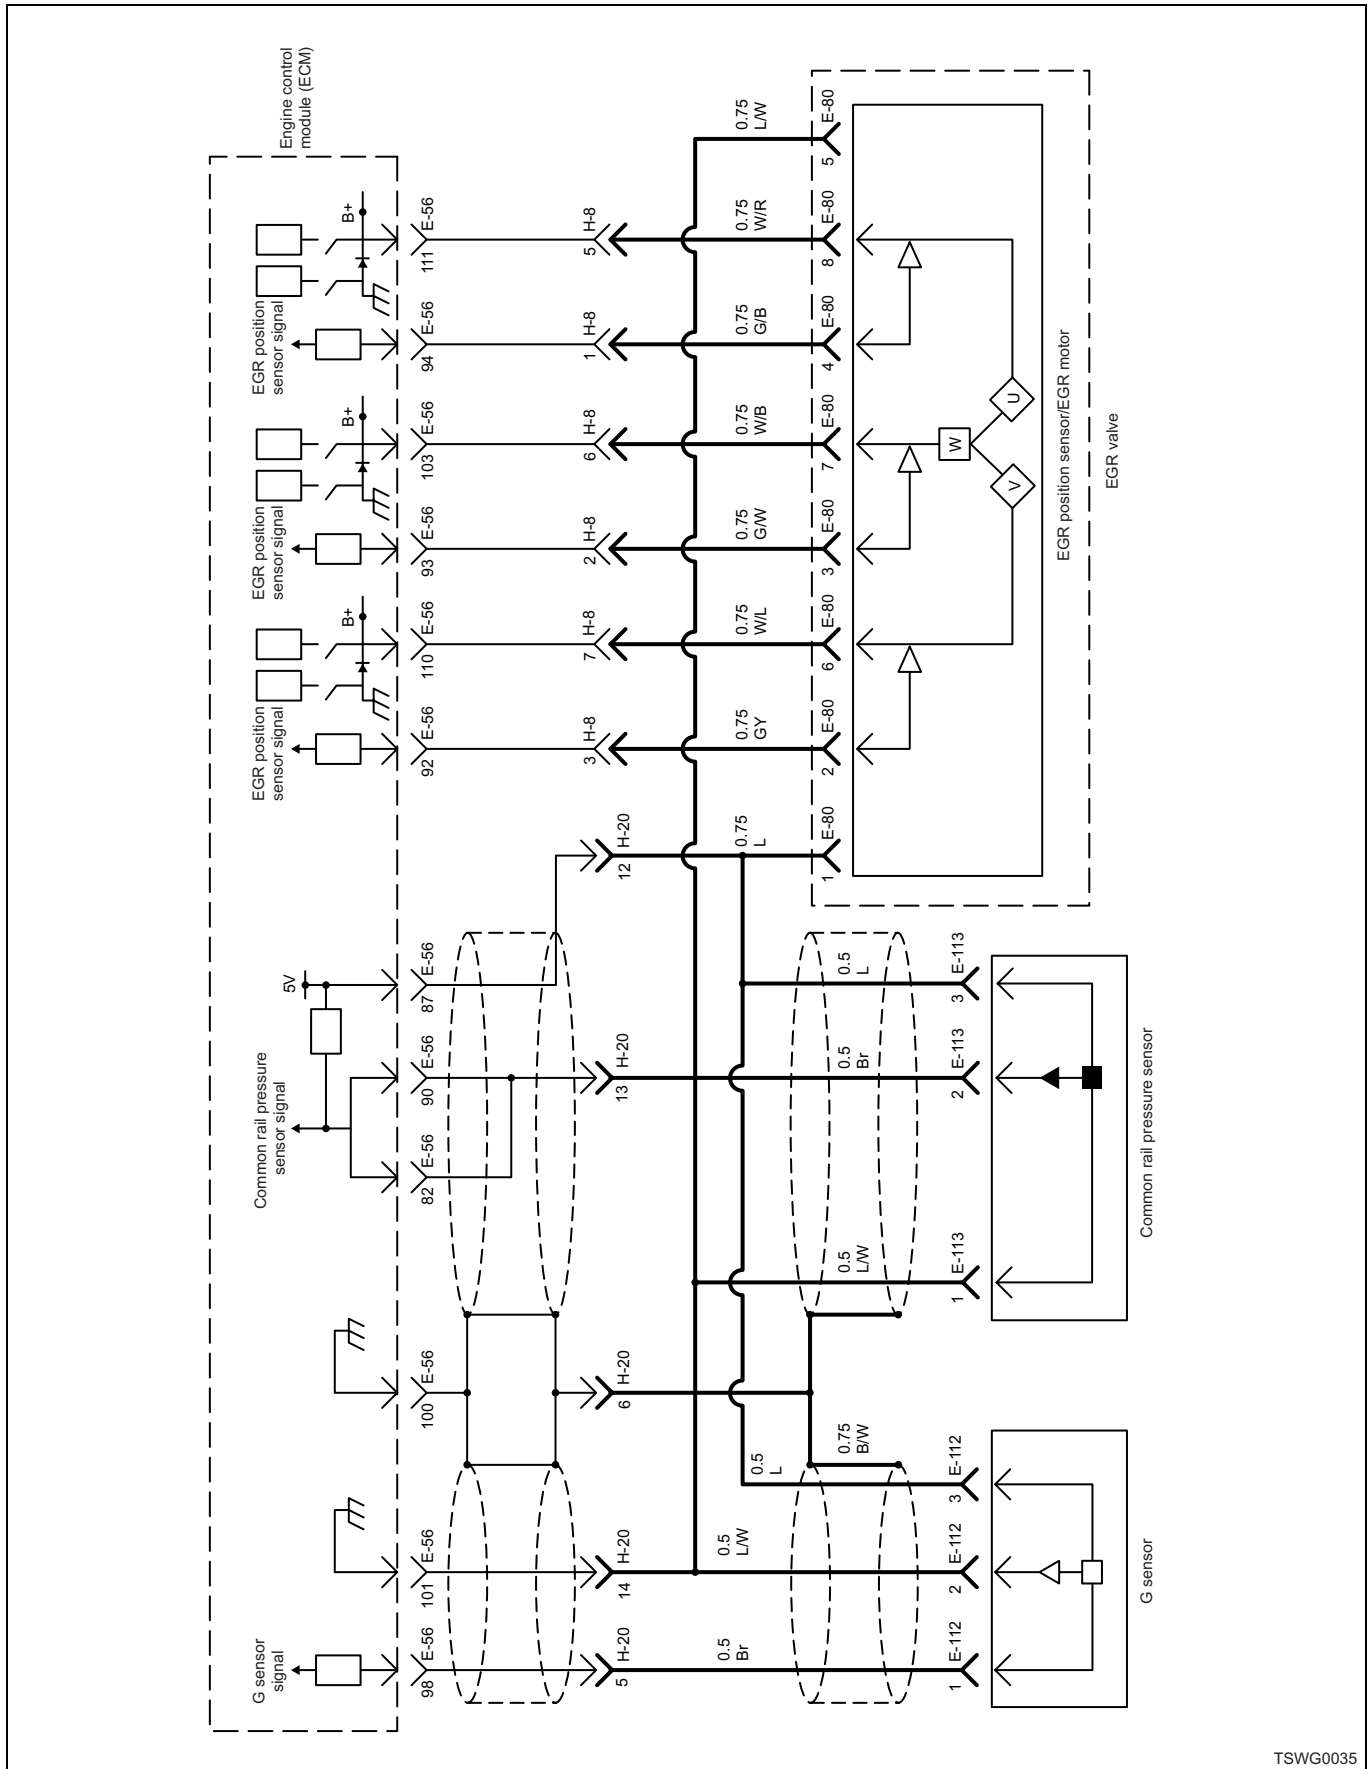 G sensor
signal
98
E-56
101
E-56
100
E-56
Common rail pressure
sensor signal
82
E-56
90
E-56
5V
87
E-56
EGR position
sensor signal
92
E-56
110
E-56
B+
EGR position
sensor signal
93
E-56
103
E-56
B+
EGR position
sensor signal
94
E-56
111
E-56
B+
Engine control
module (ECM)
5
H-20
14
H-20
6
H-20
13
H-20
12
H-20
3
H-8
7
H-8
2
H-8
6
H-8
1
H-8
5
H-8
0.5
Br
0.5
L/W
0.5
L
0.75
B/W
0.5
L/W
0.5
Br
0.5
L
0.75
L
0.75
GY
0.75
W/L
0.75
G/W
0.75
W/B
0.75
G/B
0.75
W/R
0.75
L/W
1
E-112
2
E-112
3
E-112
1
E-113
2
E-113
3
E-113
1
E-80
2
E-80
6
E-80
3
E-80
7
E-80
4
E-80
8
E-80
5
E-80
V
W
U
G sensor
Common rail pressure sensor
EGR position sensor/EGR motor
EGR valve
TSWG0035